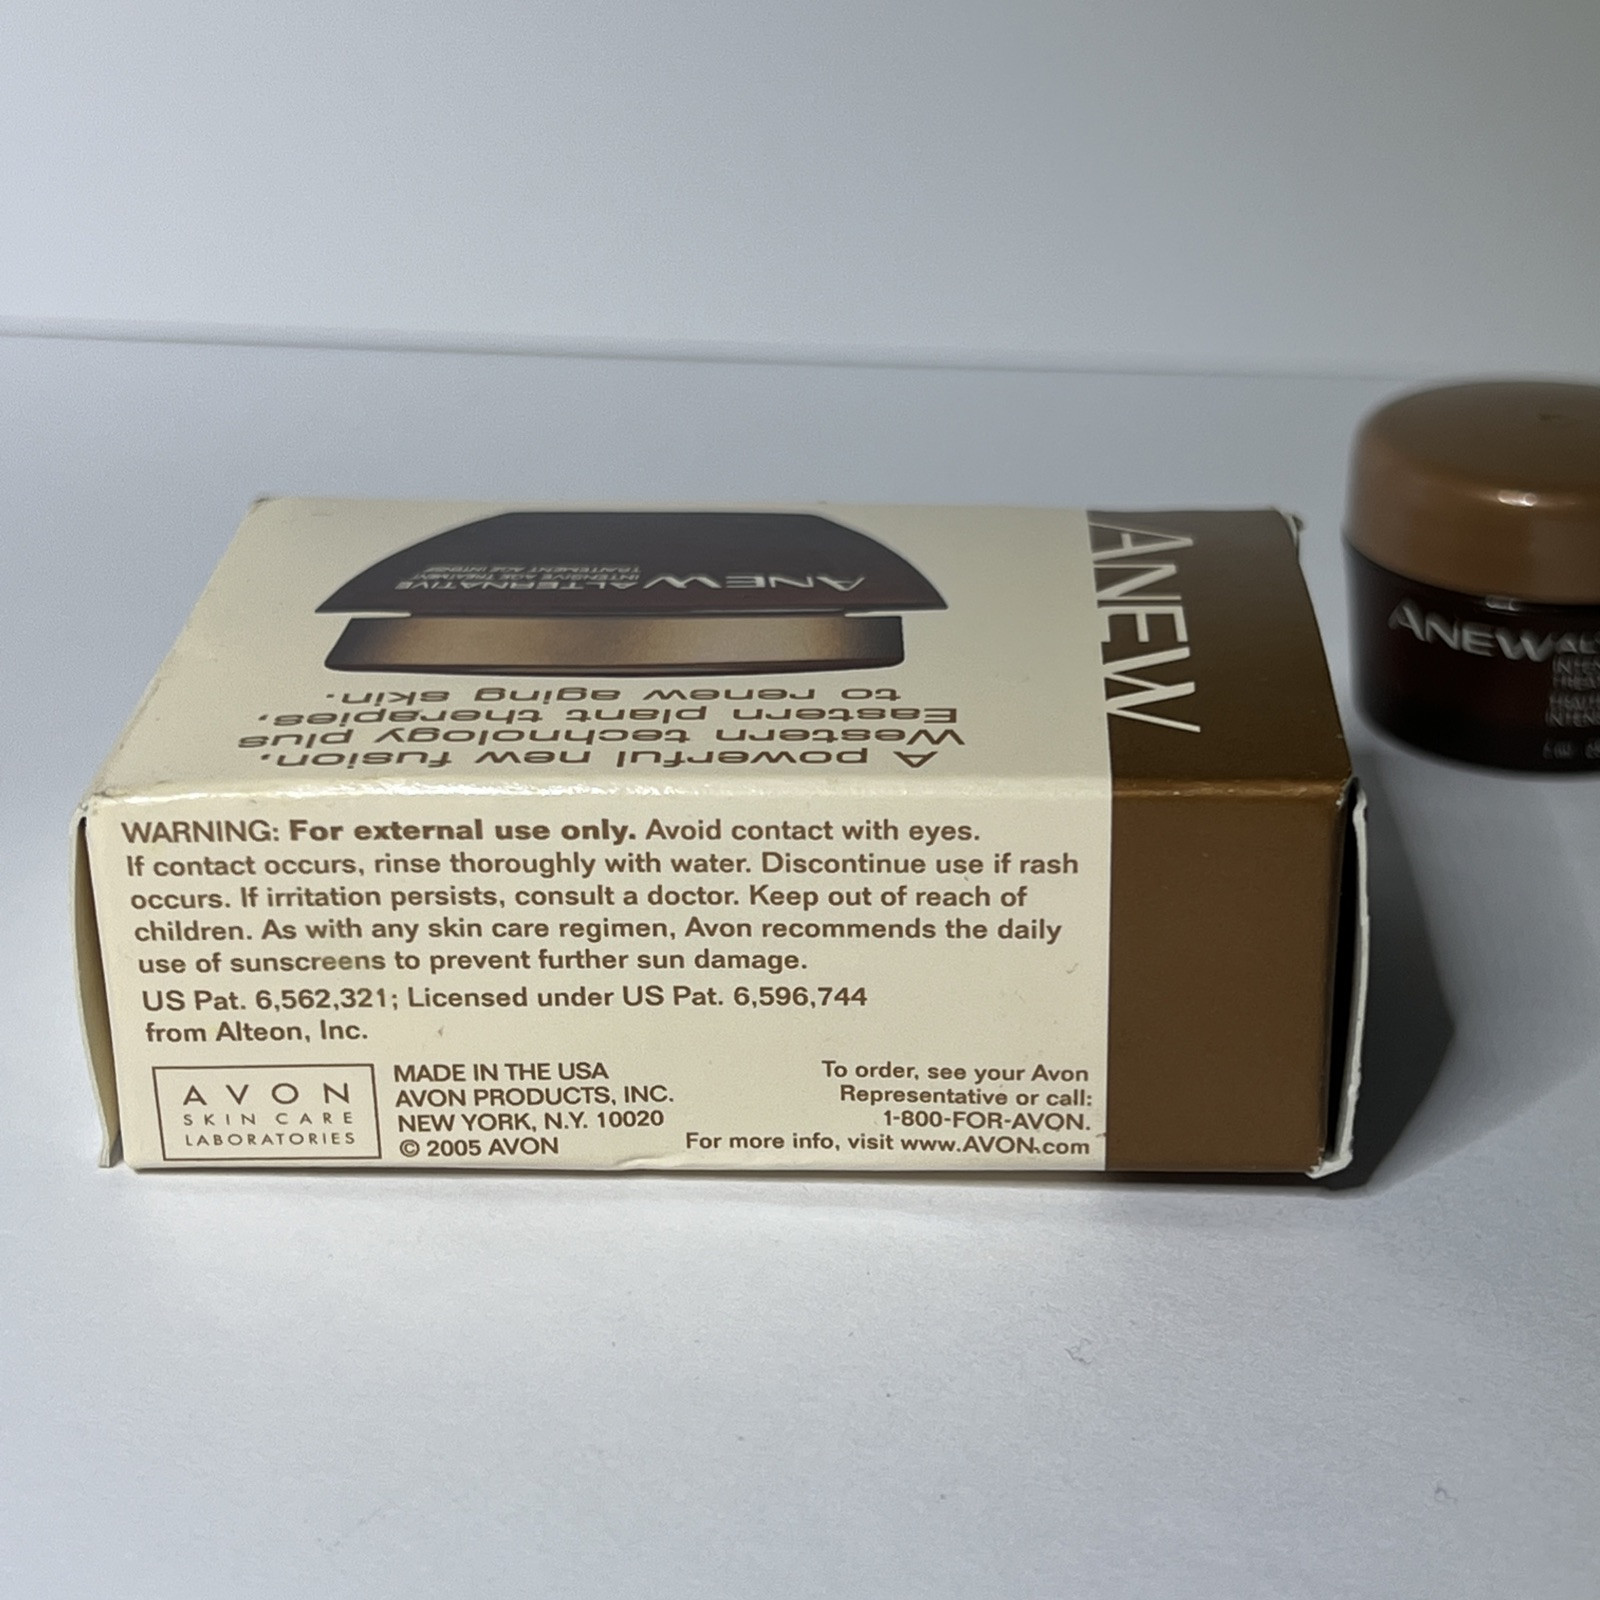 ANEW ALTERNATIVE
INTENSIVE AGE TREATMENT
TRAITEMENT AGE INTENSE
A powerful new fusion.
Western technology plus
Eastern plant therapies,
to renew aging skin.
ANEW
WARNING: For external use only. Avoid contact with eyes.
If contact occurs, rinse thoroughly with water. Discontinue use if rash
occurs. If irritation persists, consult a doctor. Keep out of reach of
children. As with any skin care regimen, Avon recommends the daily
use of sunscreens to prevent further sun damage.
US Pat. 6,562,321; Licensed under US Pat. 6,596,744
from Alteon, Inc.
AVON
SKIN CARE
LABORATORIES
MADE IN THE USA
AVON PRODUCTS, INC.
NEW YORK, N.Y. 10020
© 2005 AVON
To order, see your Avon
Representative or call:
1-800-FOR-AVON.
For more info, visit www.AVON.com
ANEW